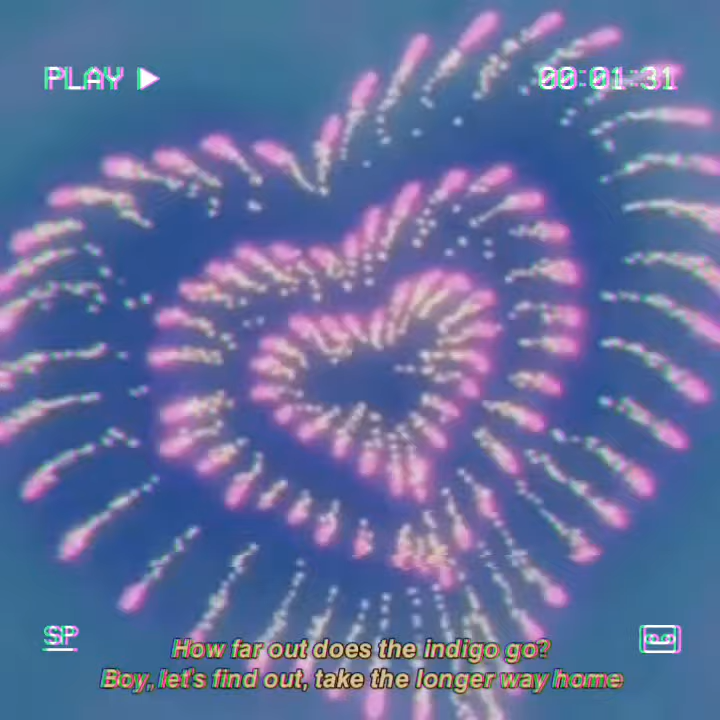 PLAY
00:01:31
SP
How far out does the indigo go?
Boy, let's find out, take the longer way home